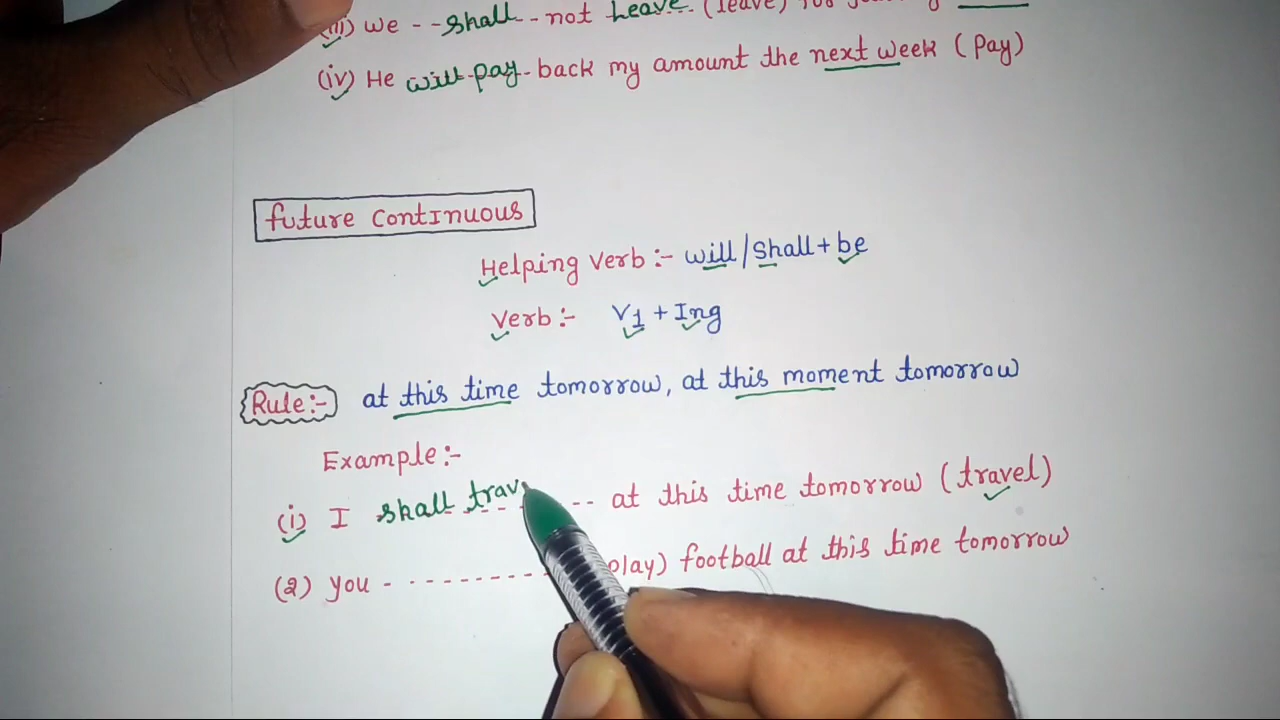 (iii) We - - shall - - not Leave - - (leave)
(iv) He will pay - back my amount the next week (pay)
future continuous
Helping verb :- will / shall + be
Verb :- V1 + Ing
Rule :- at this time tomorrow, at this moment tomorrow
Example :-
(i) I shall trav - - at this time tomorrow (travel)
(2) you - - - - - - - - - play) football at this time tomorrow